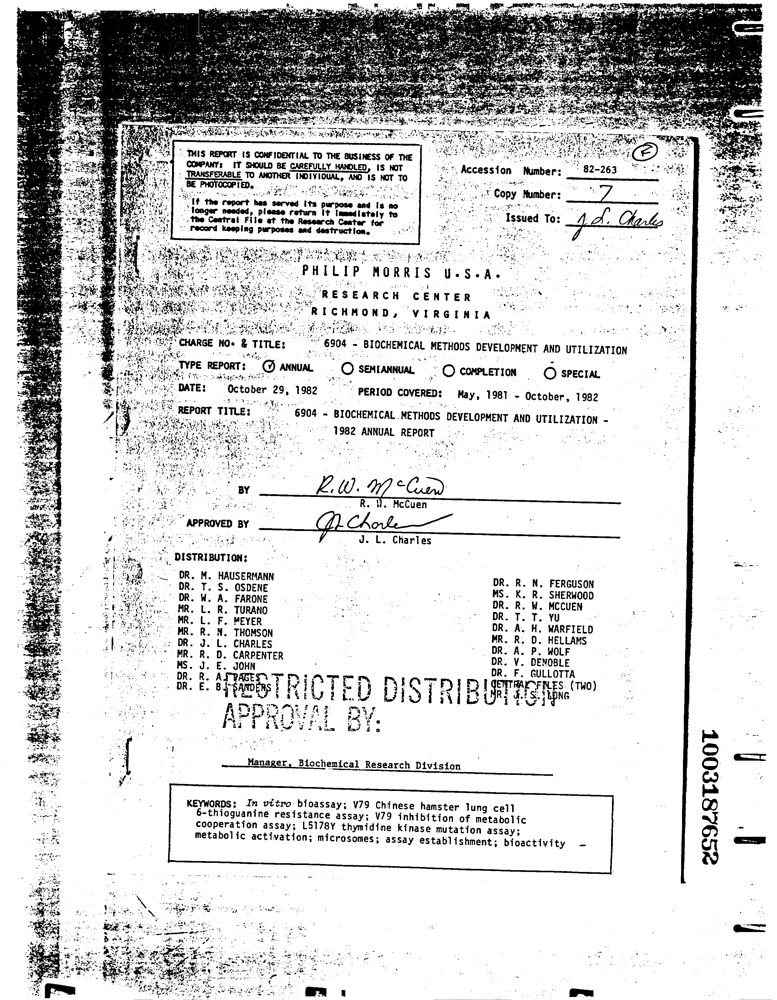 THIS REPORT IS CONFIDENTIAL TO THE BUSINESS OF THE
COMPANY; IT SHOULD BE CAREFULLY HANDLED, IS NOT
TRANSFERABLE TO ANOTHER INDIVIDUAL, AND IS NOT TO
BE PHOTOCOPIED.
If the report has served its purpose and is no
longer needed, please return it immediately to
the Central File at the Research Center for
record keeping purposes and destruction.
F
Accession Number: 82-263
Copy Number: 7
Issued To: J. L. Charles
PHILIP MORRIS U.S.A.
RESEARCH CENTER
RICHMOND, VIRGINIA
CHARGE NO. & TITLE: 6904 - BIOCHEMICAL METHODS DEVELOPMENT AND UTILIZATION
TYPE REPORT: ANNUAL SEMIANNUAL COMPLETION SPECIAL
DATE: October 29, 1982 PERIOD COVERED: May, 1981 - October, 1982
REPORT TITLE: 6904 - BIOCHEMICAL METHODS DEVELOPMENT AND UTILIZATION -
1982 ANNUAL REPORT
BY R.W. McCuen
R. W. McCuen
APPROVED BY J L Charles
J. L. Charles
DISTRIBUTION:
DR. M. HAUSERMANN
DR. T. S. OSDENE
DR. W. A. FARONE
MR. L. R. TURANO
MR. L. F. MEYER
MR. R. N. THOMSON
DR. J. L. CHARLES
MR. R. D. CARPENTER
MS. J. E. JOHN
DR. R. A. PAGES
DR. E. B. SANDERS
DR. R. N. FERGUSON
MS. K. R. SHERWOOD
DR. R. W. MCCUEN
DR. T. T. YU
DR. A. H. WARFIELD
MR. R. D. HELLAMS
DR. A. P. WOLF
DR. V. DENOBLE
DR. F. GULLOTTA
CENTRAL FILES (TWO)
LONG
RESTRICTED DISTRIBUTION
APPROVAL BY:
Manager, Biochemical Research Division
KEYWORDS: In vitro bioassay; V79 Chinese hamster lung cell
6-thioguanine resistance assay; V79 inhibition of metabolic
cooperation assay; L5178Y thymidine kinase mutation assay;
metabolic activation; microsomes; assay establishment; bioactivity -
1003187652